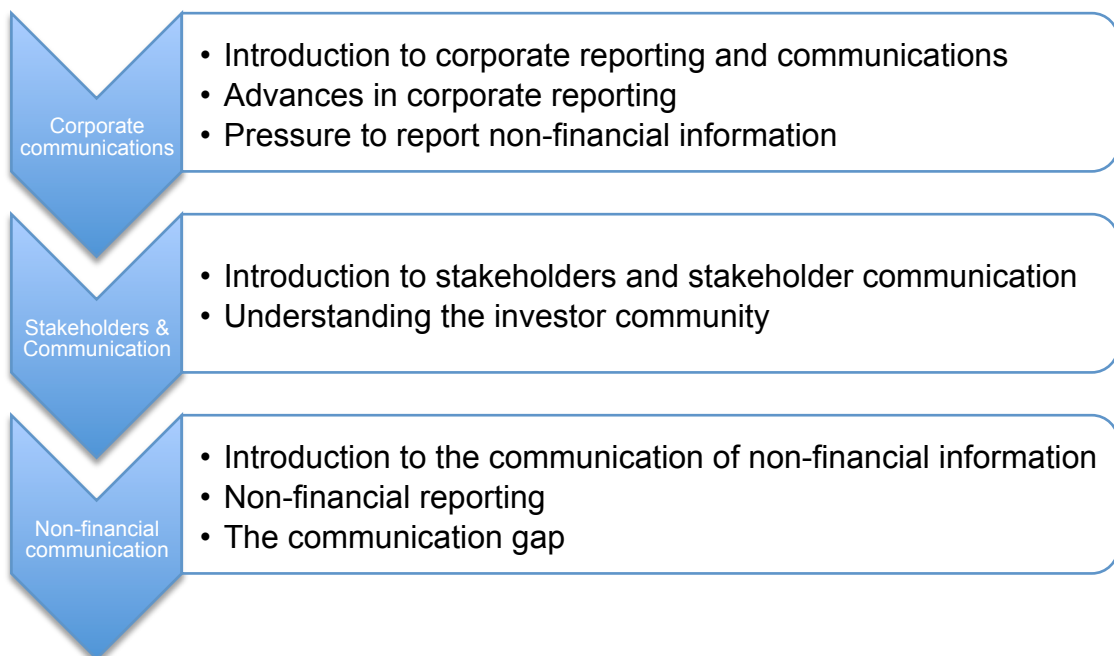 Corporate
communications
• Introduction to corporate reporting and communications
• Advances in corporate reporting
• Pressure to report non-financial information
Stakeholders &
Communication
• Introduction to stakeholders and stakeholder communication
• Understanding the investor community
Non-financial
communication
• Introduction to the communication of non-financial information
• Non-financial reporting
• The communication gap